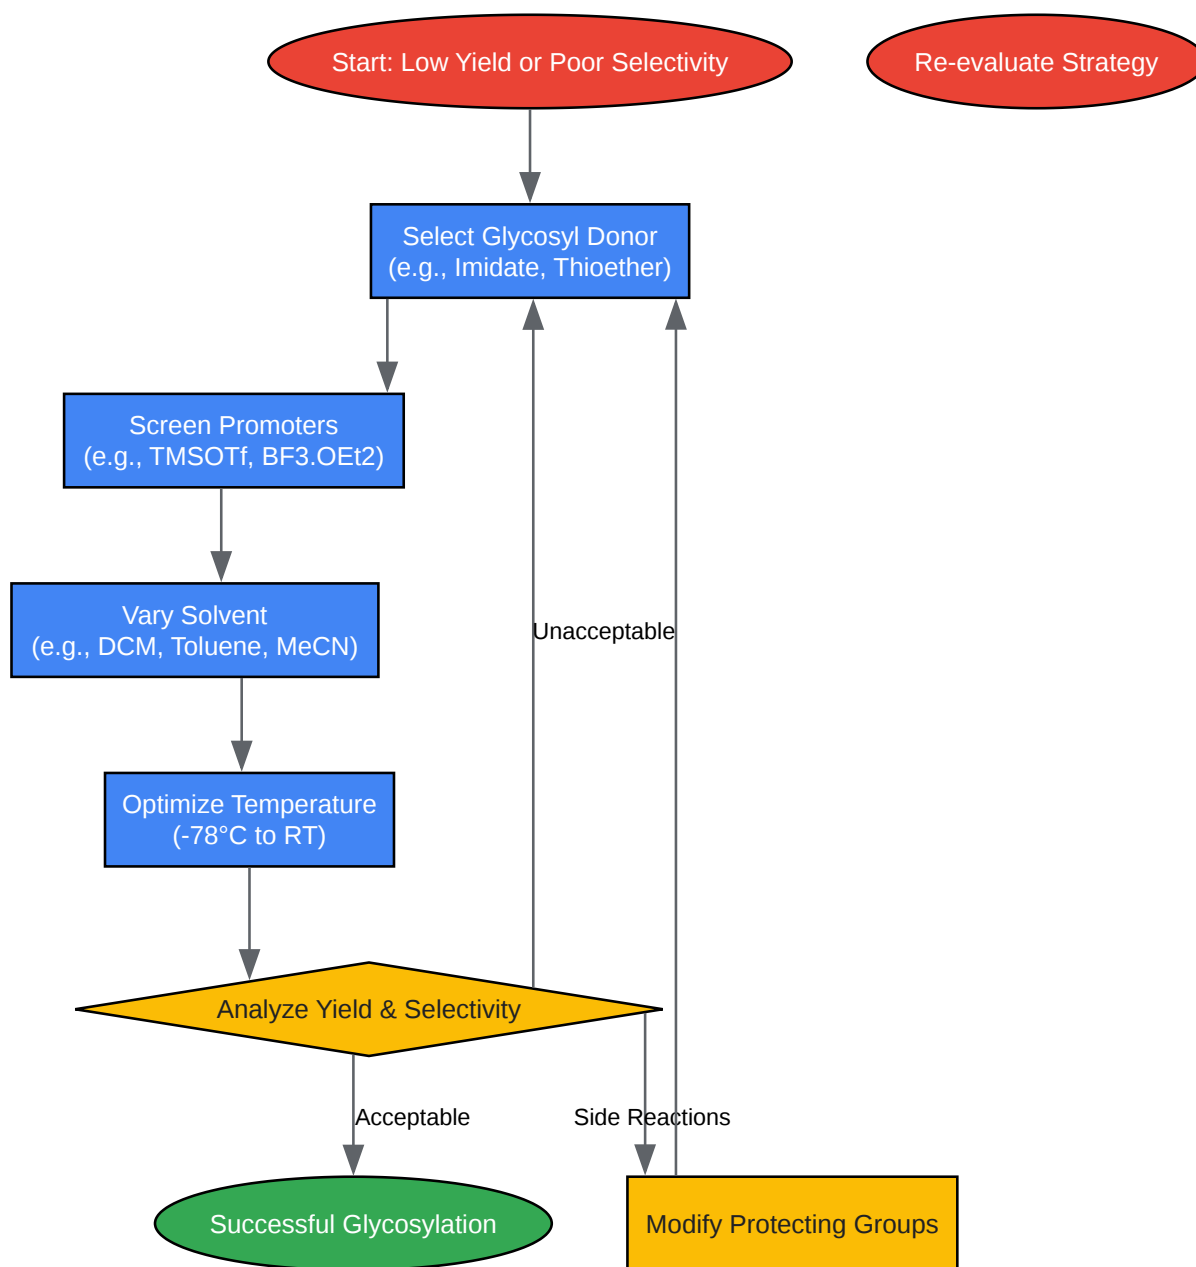 Start: Low Yield or Poor Selectivity
Re-evaluate Strategy
Select Glycosyl Donor
(e.g., Imidate, Thioether)
Screen Promoters
(e.g., TMSOTf, BF3.OEt2)
Vary Solvent
(e.g., DCM, Toluene, MeCN)
Unacceptable
Optimize Temperature
(-78°C to RT)
Analyze Yield & Selectivity
Acceptable
Side Reactions
Successful Glycosylation
Modify Protecting Groups